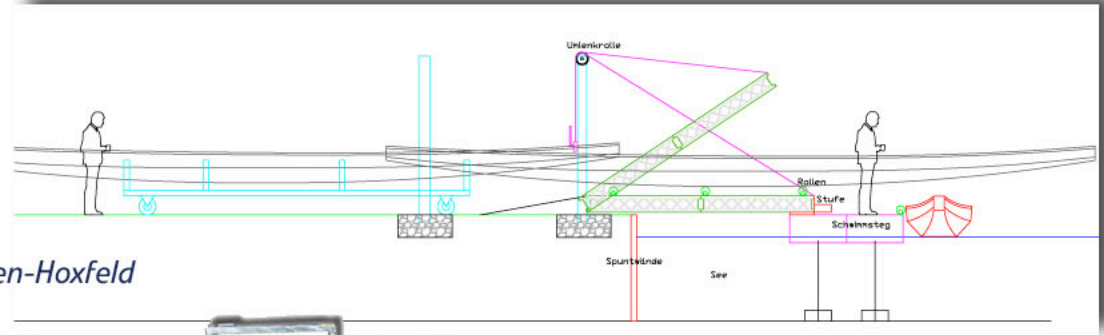 Umlenkrolle
Rollen
Stufe
Schwimmsteg
Spuntwände
See
en-Hoxfeld